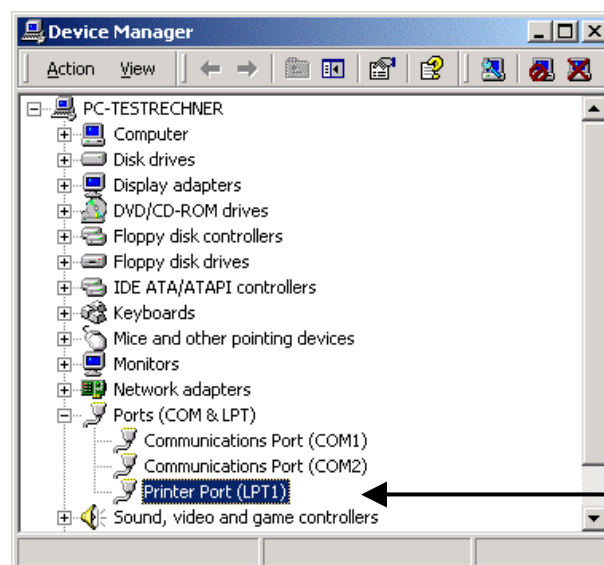 Device Manager
Action View
PC-TESTRECHNER
Computer
Disk drives
Display adapters
DVD/CD-ROM drives
Floppy disk controllers
Floppy disk drives
IDE ATA/ATAPI controllers
Keyboards
Mice and other pointing devices
Monitors
Network adapters
Ports (COM & LPT)
Communications Port (COM1)
Communications Port (COM2)
Printer Port (LPT1)
Sound, video and game controllers